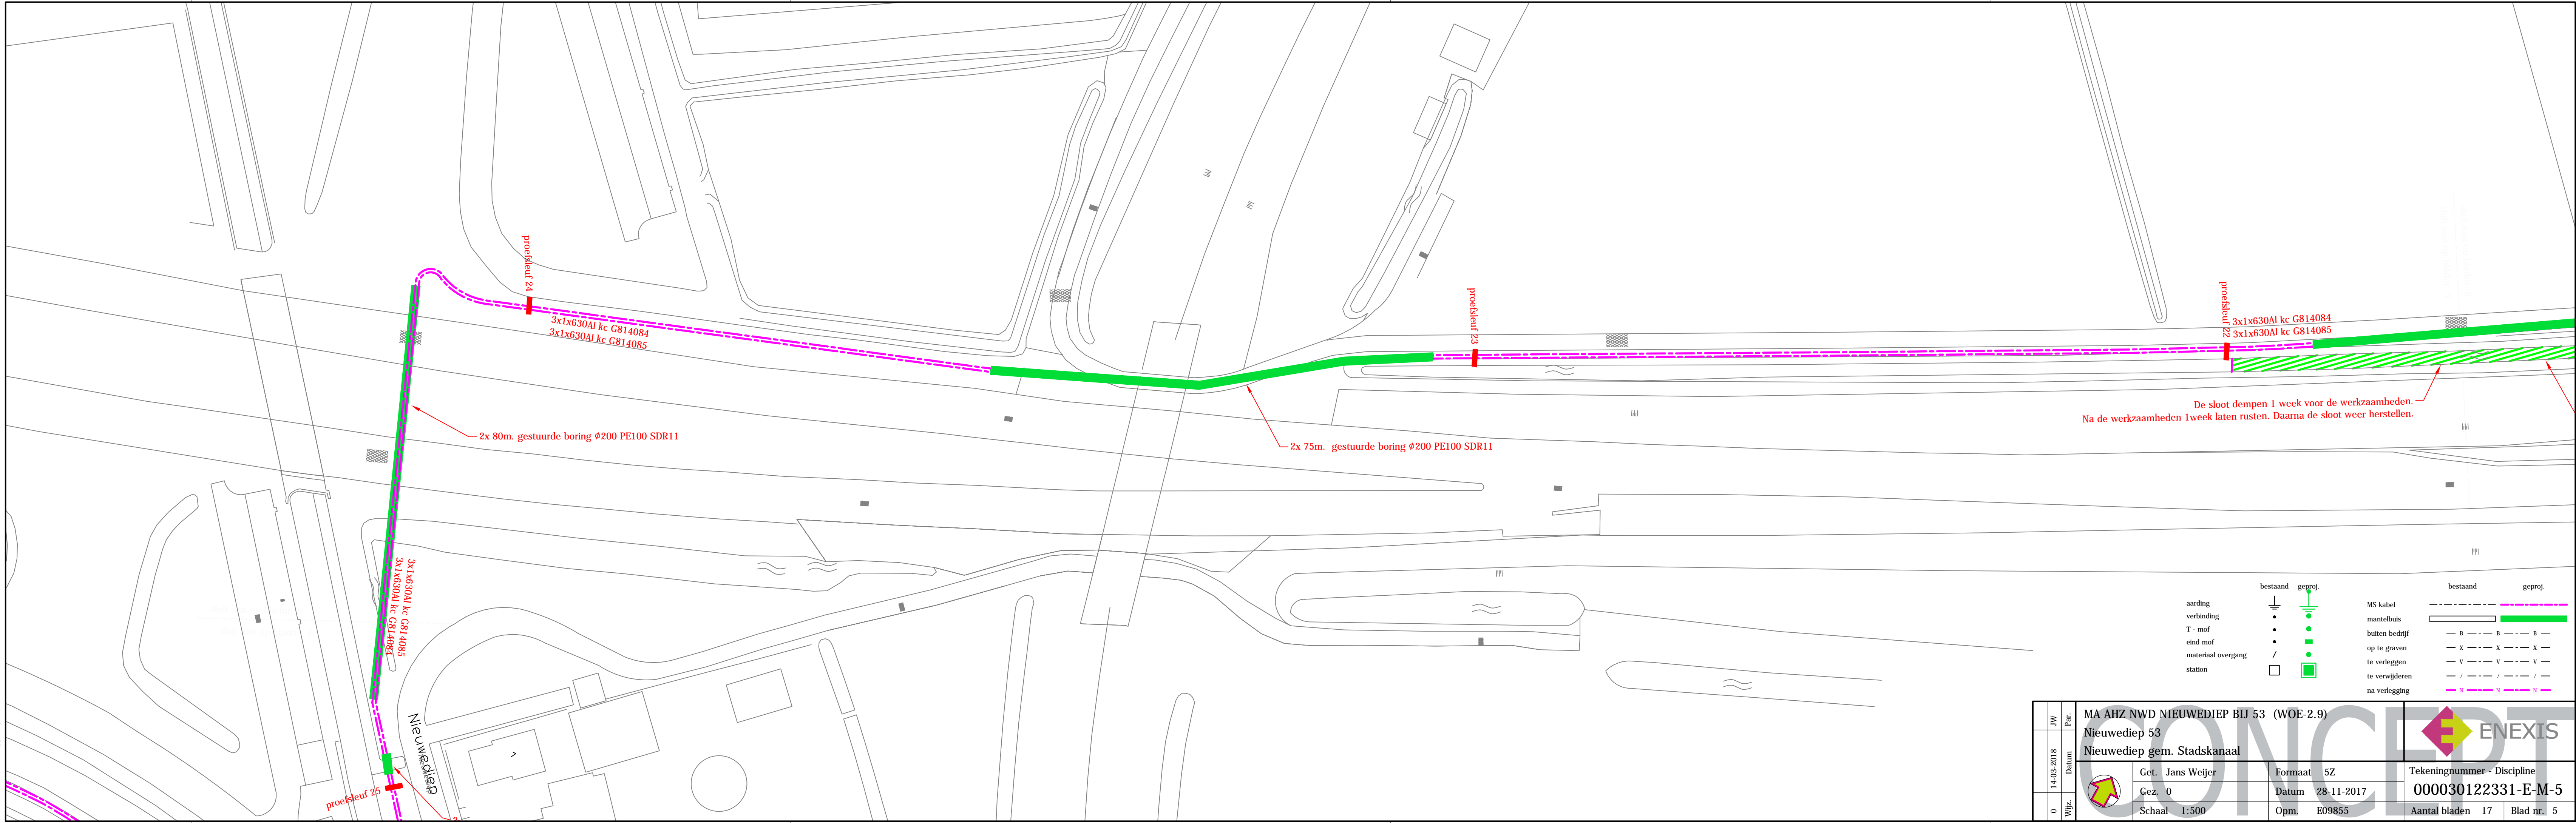 proefsleuf 24
3x1x630Al kc G814084
3x1x630Al kc G814085
2x 80m. gestuurde boring ⌀200 PE100 SDR11
3x1x630Al kc G814085
3x1x630Al kc G814084
Nieuwediep
1
proefsleuf 25
2x 75m. gestuurde boring ⌀200 PE100 SDR11
proefsleuf 23
proefsleuf 22
3x1x630Al kc G814084
3x1x630Al kc G814085
De sloot dempen 1 week voor de werkzaamheden.
Na de werkzaamheden 1week laten rusten. Daarna de sloot weer herstellen.
bestaand geproj.
aarding
verbinding
T - mof
eind mof
materiaal overgang
station
bestaand geproj.
MS kabel
mantelbuis
buiten bedrijf B B B
op te graven X X X
te verleggen V V V
te verwijderen / / /
na verlegging N N N
0 14-03-2018 JW
Wijz. Datum Par.
MA AHZ NWD NIEUWEDIEP BIJ 53 (WOE-2.9)
Nieuwediep 53
Nieuwediep gem. Stadskanaal
CONCEPT
ENEXIS
Get. Jans Weijer
Formaat 5Z
Gez. 0
Datum 28-11-2017
Schaal 1:500
Opm. E09855
Tekeningnummer - Discipline
000030122331-E-M-5
Aantal bladen 17
Blad nr. 5